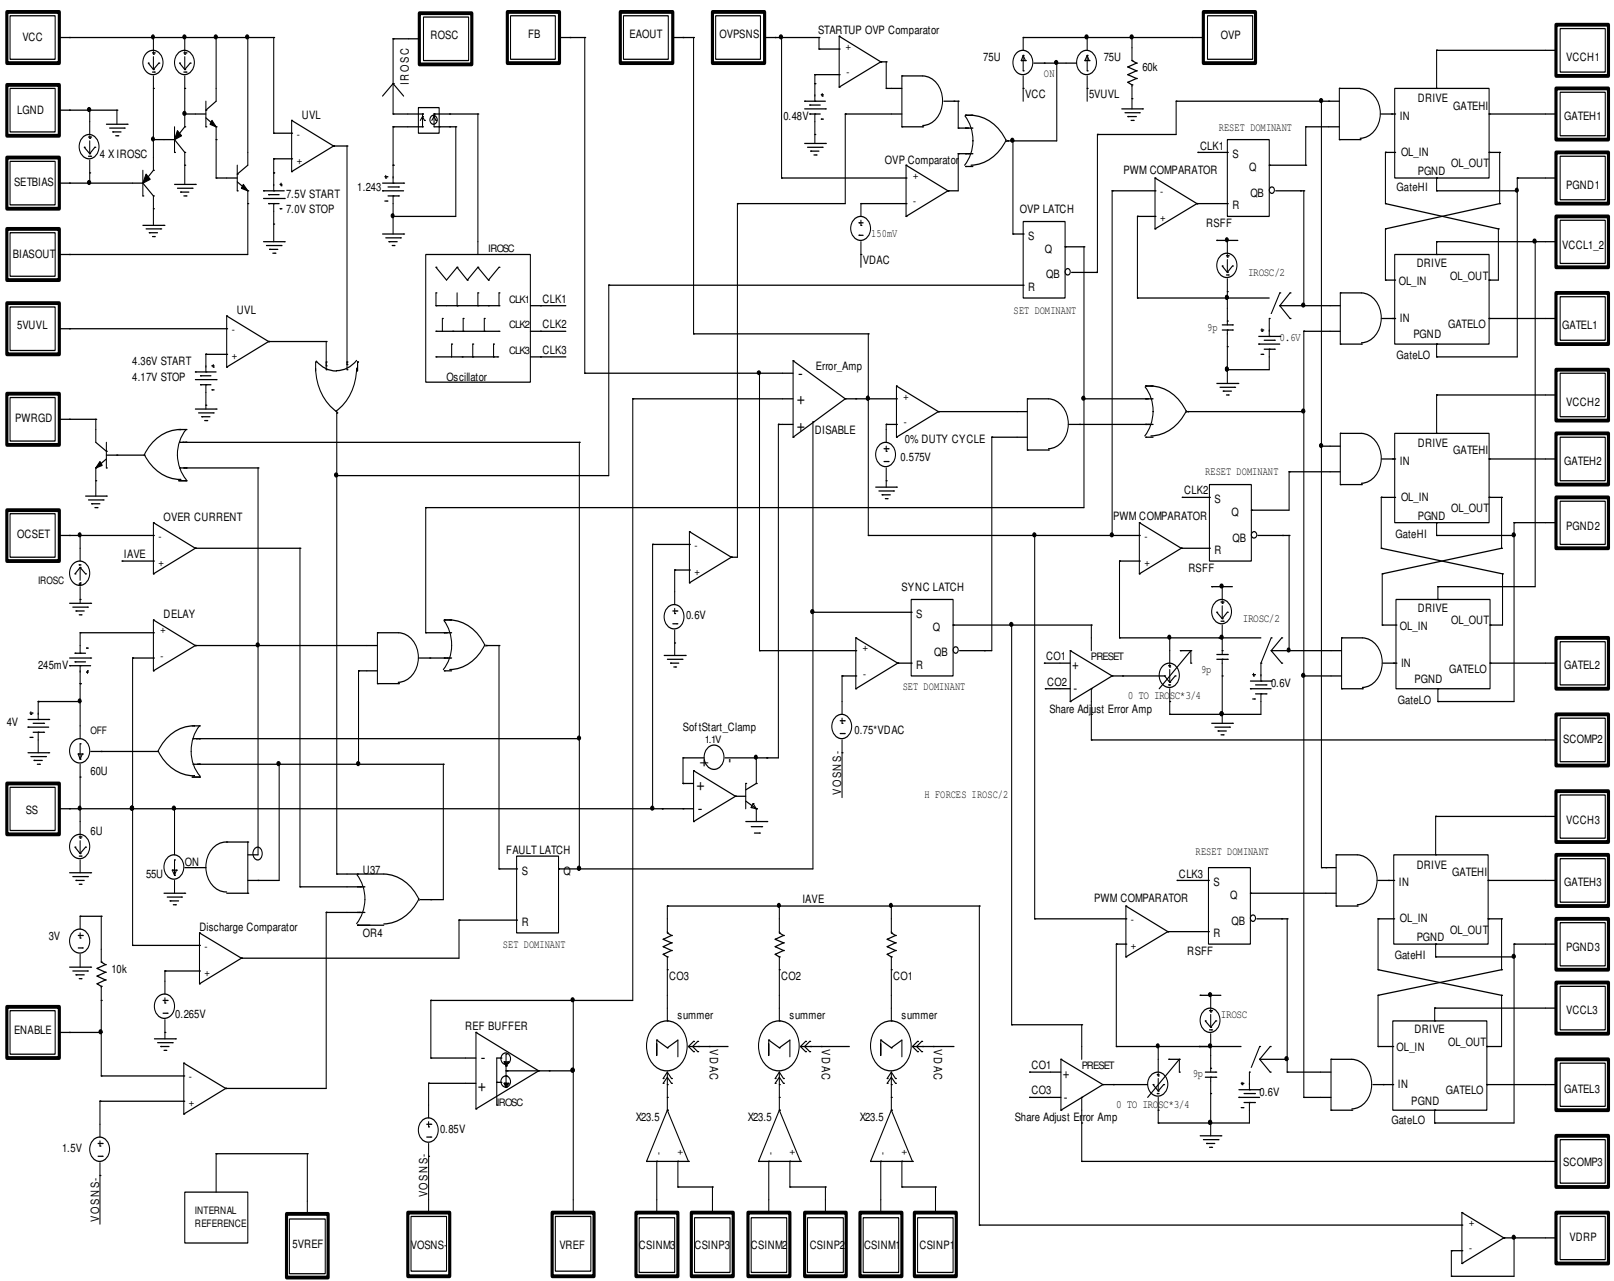 VCC
LGND
4 X IROSC
SETBIAS
BIASOUT
UVL
7.5V START
7.0V STOP
ROSC
IROSC
1.243
IROSC
CLK1
CLK1
CLK2
CLK2
CLK3
CLK3
Oscillator
FB
EAOUT
OVPSNS
STARTUP OVP Comparator
0.48V
OVP Comparator
150mV
VDAC
75U
ON
VCC
75U
5VUVL
60k
OVP
OVP LATCH
S
Q
QB
R
SET DOMINANT
5VUVL
UVL
4.36V START
4.17V STOP
PWRGD
OCSET
OVER CURRENT
IAVE
IROSC
DELAY
245mV
4V
OFF
60U
SS
6U
55U
ON
U37
OR4
FAULT LATCH
S
Q
R
SET DOMINANT
3V
10k
Discharge Comparator
0.265V
ENABLE
1.5V
VOSNS-
INTERNAL
REFERENCE
5VREF
Error_Amp
DISABLE
0% DUTY CYCLE
0.575V
0.6V
SYNC LATCH
S
Q
QB
R
SET DOMINANT
0.75*VDAC
VOSNS-
SoftStart_Clamp
1.1V
H FORCES IROSC/2
REF BUFFER
IROSC
0.85V
VOSNS-
VOSNS-
VREF
IAVE
CO3
CO2
CO1
summer
summer
summer
VDAC
VDAC
VDAC
X23.5
X23.5
X23.5
CSINM3
CSINP3
CSINM2
CSINP2
CSINM1
CSINP1
RESET DOMINANT
CLK1
S
Q
QB
R
RSFF
PWM COMPARATOR
IROSC/2
9p
0.6V
DRIVE
GATEHI
IN
OL_IN
OL_OUT
PGND
GateHI
DRIVE
OL_IN
OL_OUT
IN
GATELO
PGND
GateLO
VCCH1
GATEH1
PGND1
VCCL1_2
GATEL1
RESET DOMINANT
CLK2
S
Q
QB
R
RSFF
PWM COMPARATOR
IROSC/2
9p
0.6V
CO1
CO2
PRESET
0 TO IROSC*3/4
Share Adjust Error Amp
DRIVE
GATEHI
IN
OL_IN
OL_OUT
PGND
GateHI
DRIVE
OL_IN
OL_OUT
IN
GATELO
PGND
GateLO
VCCH2
GATEH2
PGND2
GATEL2
SCOMP2
RESET DOMINANT
CLK3
S
Q
QB
R
RSFF
PWM COMPARATOR
IROSC
9p
0.6V
CO1
CO3
PRESET
0 TO IROSC*3/4
Share Adjust Error Amp
DRIVE
GATEHI
IN
OL_IN
OL_OUT
PGND
GateHI
DRIVE
OL_IN
OL_OUT
IN
GATELO
PGND
GateLO
VCCH3
GATEH3
PGND3
VCCL3
GATEL3
SCOMP3
VDRP